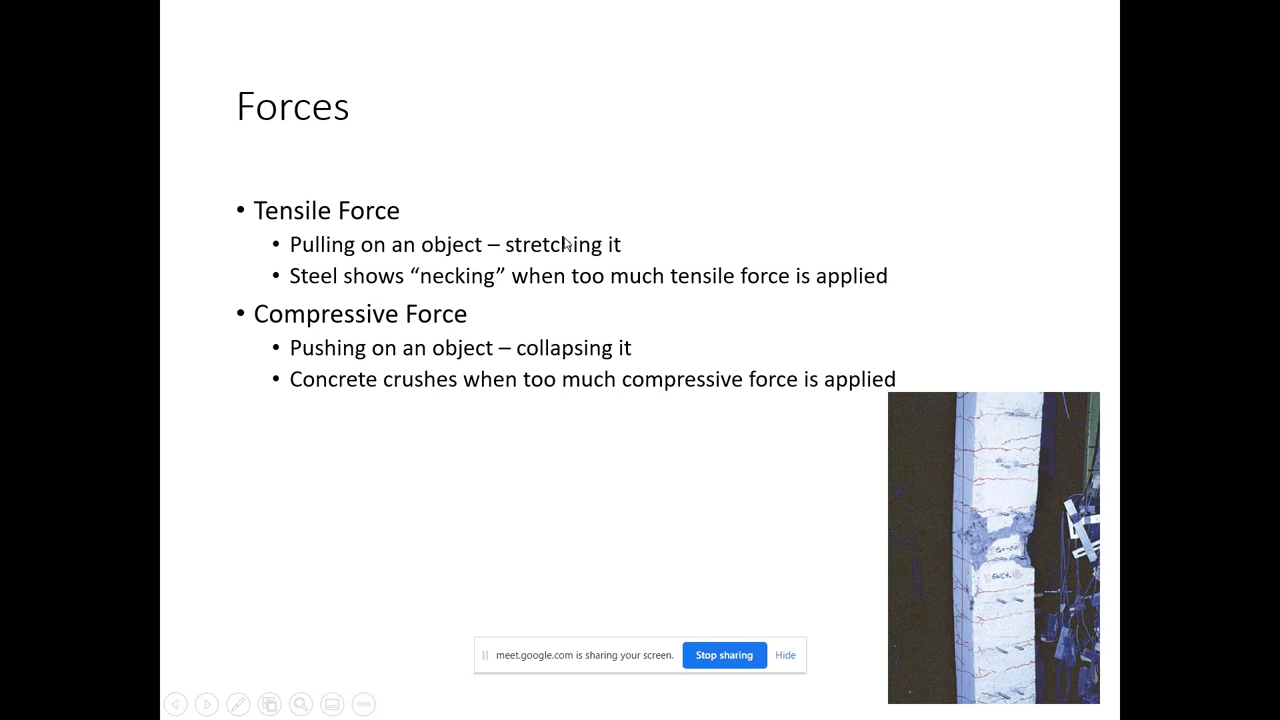 Forces
• Tensile Force
• Pulling on an object – stretching it
• Steel shows “necking” when too much tensile force is applied
• Compressive Force
• Pushing on an object – collapsing it
• Concrete crushes when too much compressive force is applied
meet.google.com is sharing your screen. Stop sharing Hide